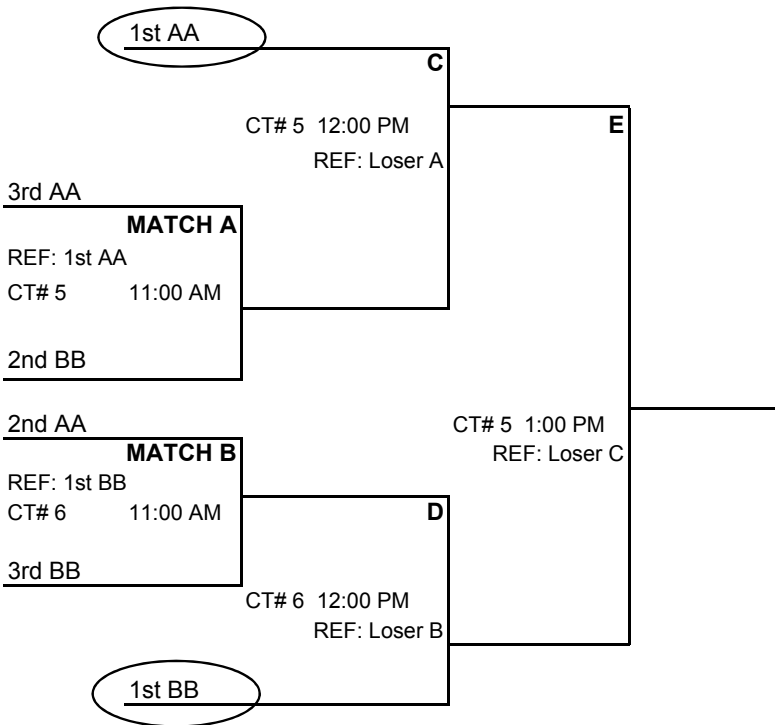 1st AA
C
CT# 5 12:00 PM
E
REF: Loser A
3rd AA
MATCH A
REF: 1st AA
CT# 5 11:00 AM
2nd BB
2nd AA
CT# 5 1:00 PM
MATCH B
REF: Loser C
REF: 1st BB
CT# 6 11:00 AM
D
3rd BB
CT# 6 12:00 PM
REF: Loser B
1st BB